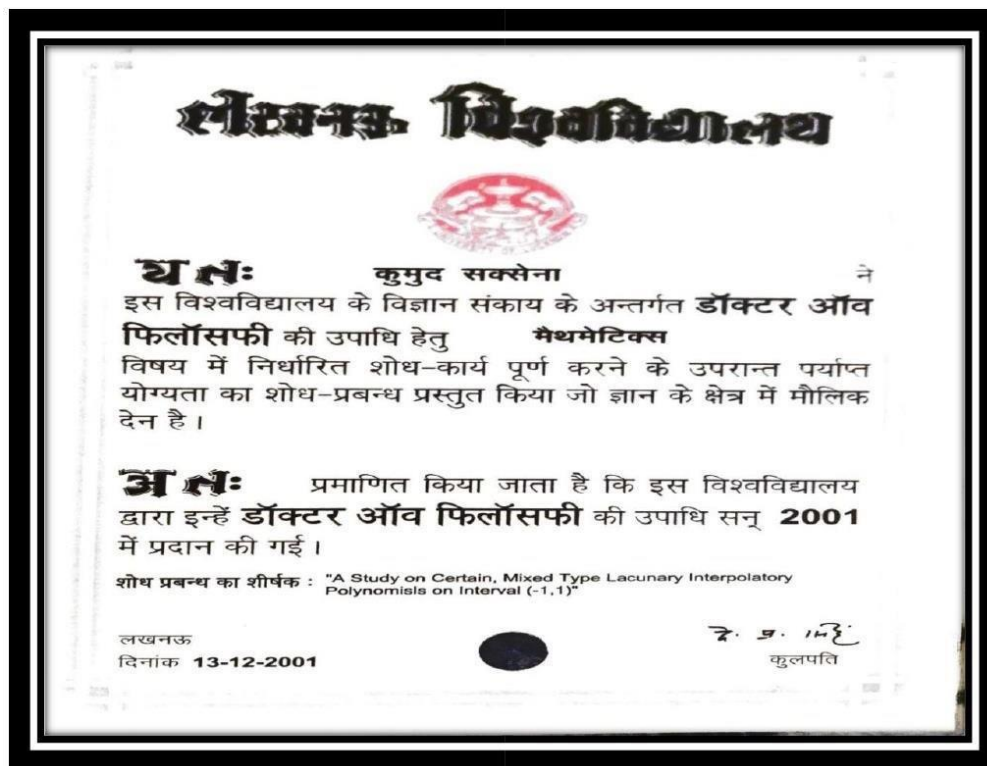 लखनऊ विश्वविद्यालय
यतः कुमुद सक्सेना ने
इस विश्वविद्यालय के विज्ञान संकाय के अन्तर्गत डॉक्टर ऑव
फिलॉसफी की उपाधि हेतु मैथमेटिक्स
विषय में निर्धारित शोध-कार्य पूर्ण करने के उपरान्त पर्याप्त
योग्यता का शोध-प्रबन्ध प्रस्तुत किया जो ज्ञान के क्षेत्र में मौलिक
देन है।
अतः प्रमाणित किया जाता है कि इस विश्वविद्यालय
द्वारा इन्हें डॉक्टर ऑव फिलॉसफी की उपाधि सन् 2001
में प्रदान की गई।
शोध प्रबन्ध का शीर्षक : "A Study on Certain, Mixed Type Lacunary Interpolatory
Polynomisls on Interval (-1,1)"
लखनऊ
दिनांक 13-12-2001
कुलपति